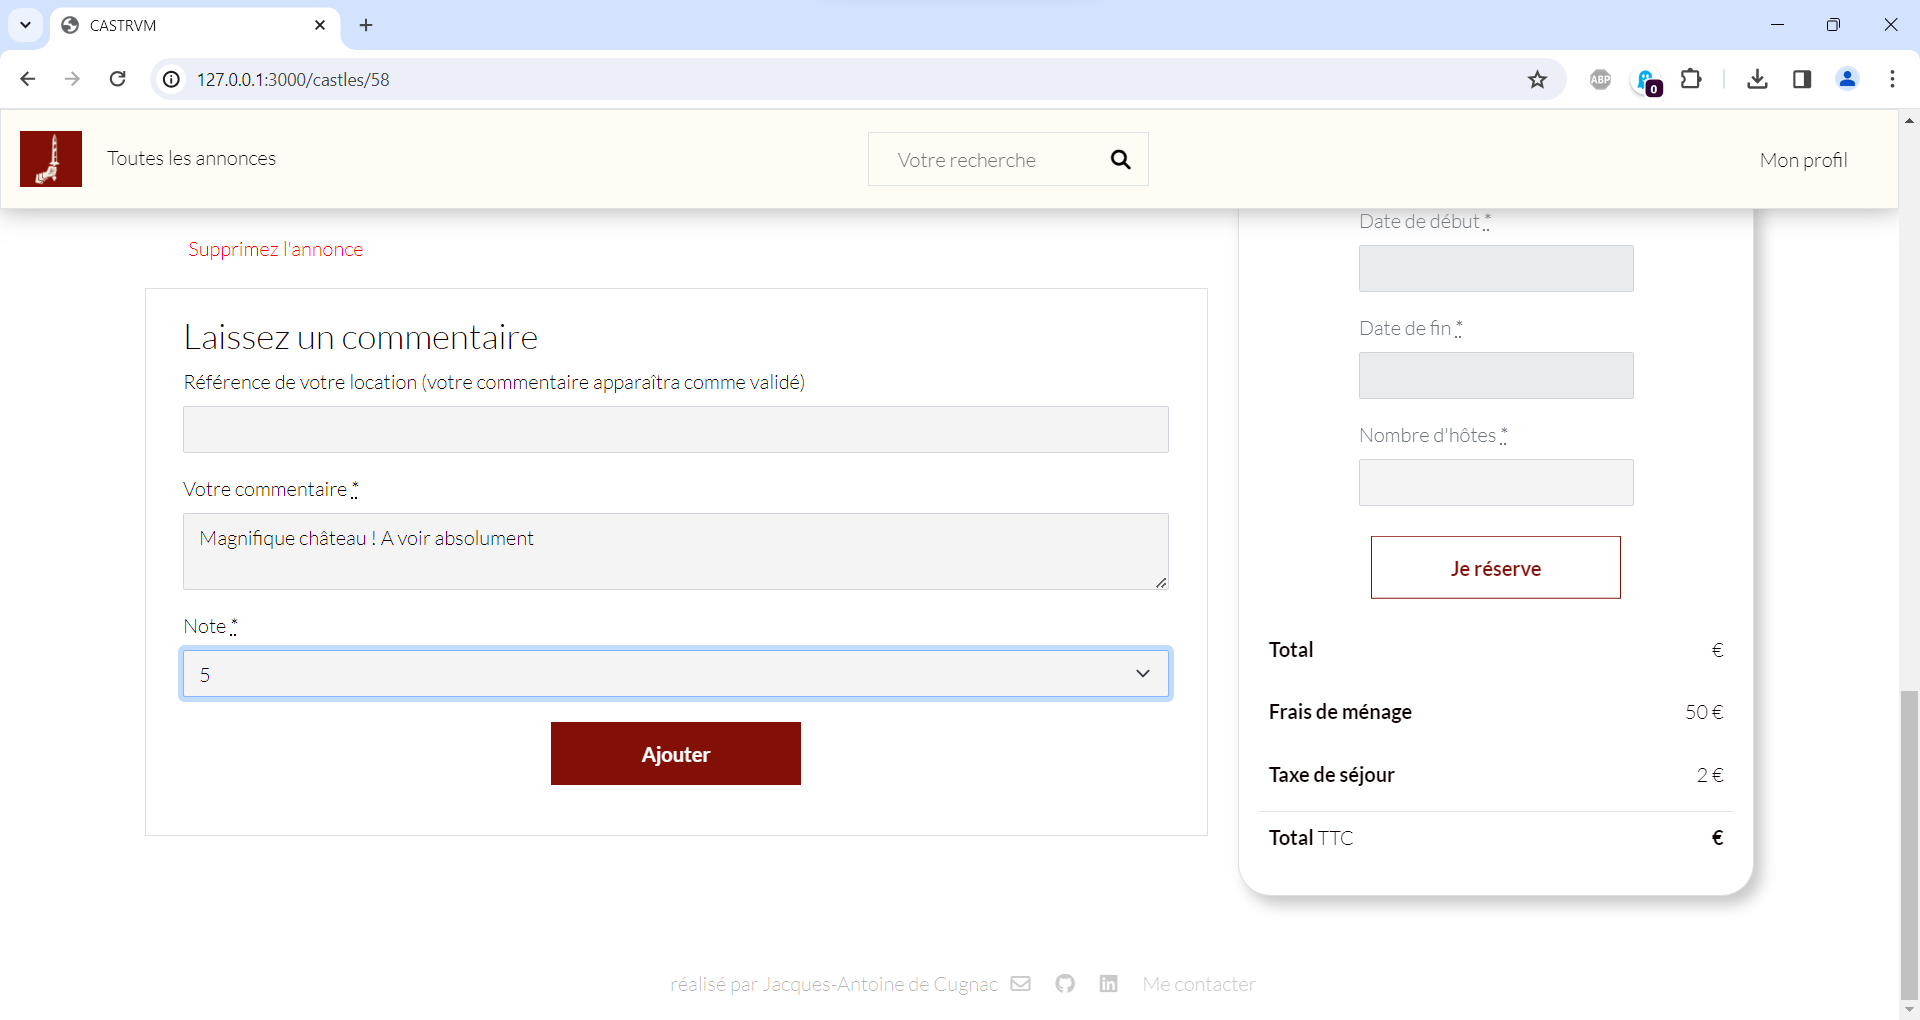 CASTRVM
127.0.0.1:3000/castles/58
ABP
0
Toutes les annonces
Votre recherche
Mon profil
Supprimez l'annonce
Laissez un commentaire
Référence de votre location (votre commentaire apparaîtra comme validé)
Votre commentaire *
Magnifique château ! A voir absolument
Note *
5
Ajouter
Date de début *
Date de fin *
Nombre d'hôtes *
Je réserve
Total €
Frais de ménage 50 €
Taxe de séjour 2 €
Total TTC €
réalisé par Jacques-Antoine de Cugnac Me contacter